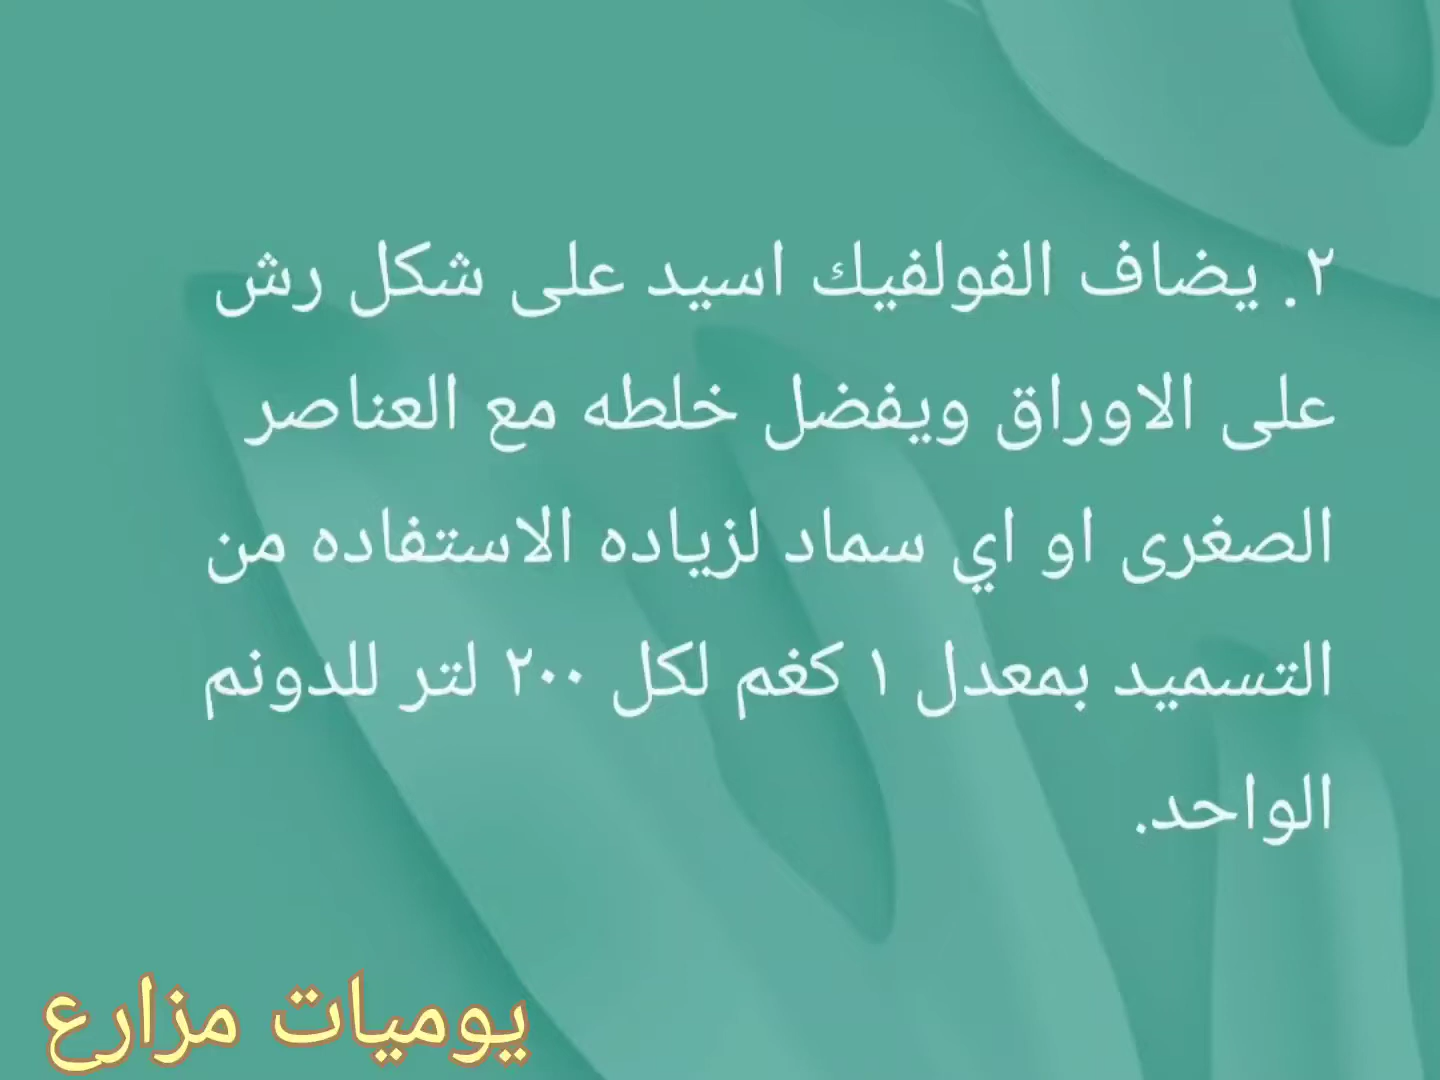 ٢. يضاف الفولفيك اسيد على شكل رش
على الاوراق ويفضل خلطه مع العناصر
الصغرى او اي سماد لزياده الاستفاده من
التسميد بمعدل ١ كغم لكل ٢٠٠ لتر للدونم
الواحد.
يوميات مزارع